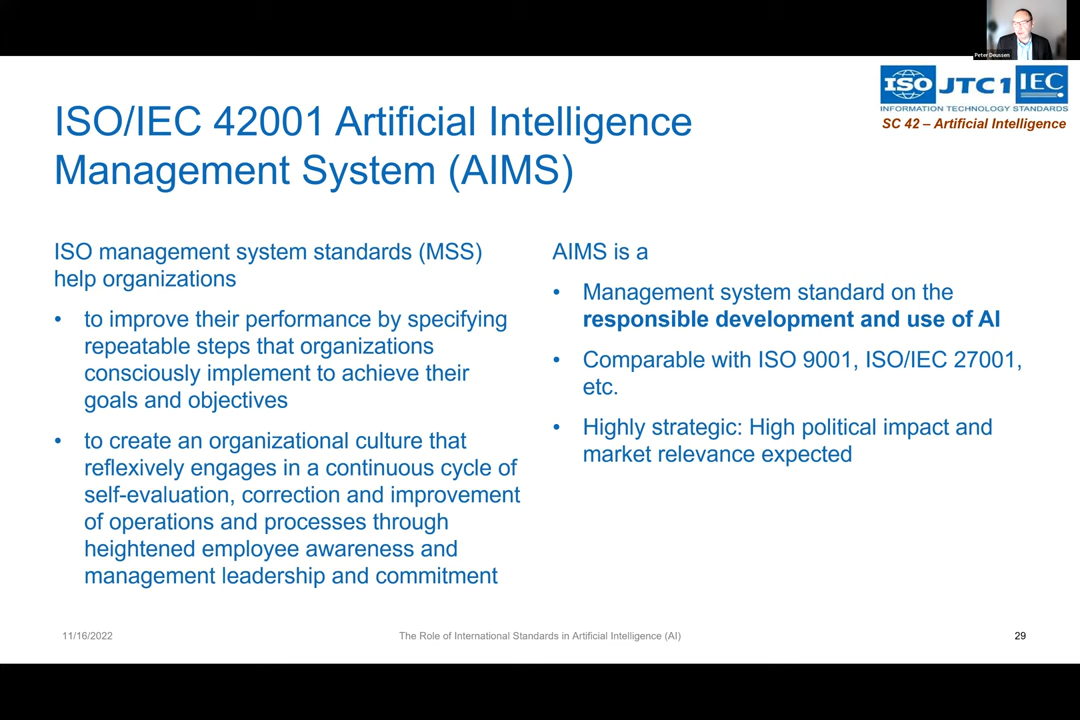 Peter Deussen
ISO JTC1 IEC
INFORMATION TECHNOLOGY STANDARDS
SC 42 – Artificial Intelligence
ISO/IEC 42001 Artificial Intelligence
Management System (AIMS)
ISO management system standards (MSS)
help organizations
• to improve their performance by specifying
repeatable steps that organizations
consciously implement to achieve their
goals and objectives
• to create an organizational culture that
reflexively engages in a continuous cycle of
self-evaluation, correction and improvement
of operations and processes through
heightened employee awareness and
management leadership and commitment
AIMS is a
• Management system standard on the
responsible development and use of AI
• Comparable with ISO 9001, ISO/IEC 27001,
etc.
• Highly strategic: High political impact and
market relevance expected
11/16/2022
The Role of International Standards in Artificial Intelligence (AI)
29